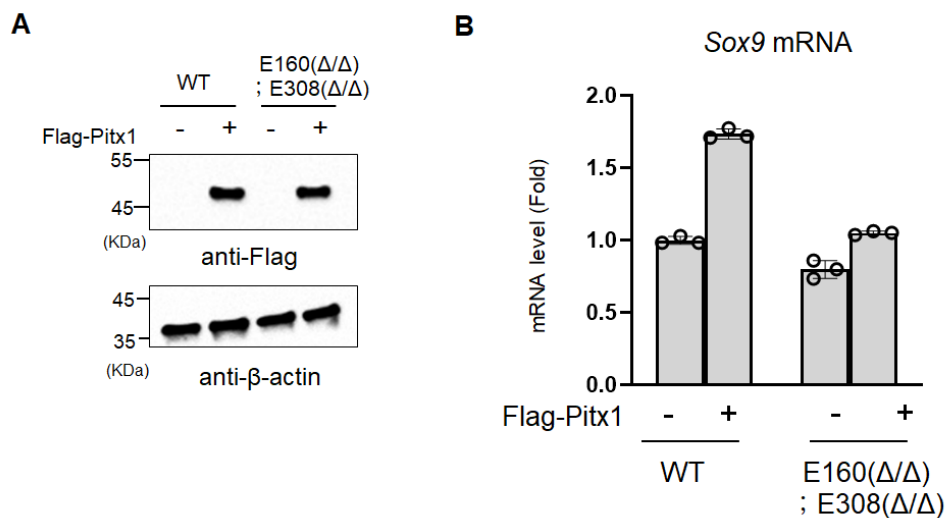 A
WT
E160(Δ/Δ)
; E308(Δ/Δ)
Flag-Pitx1 - + - +
55
45
(KDa)
anti-Flag
45
35
(KDa)
anti-β-actin
B
Sox9 mRNA
mRNA level (Fold)
2.0
1.5
1.0
0.5
0.0
Flag-Pitx1 - + - +
WT
E160(Δ/Δ)
; E308(Δ/Δ)